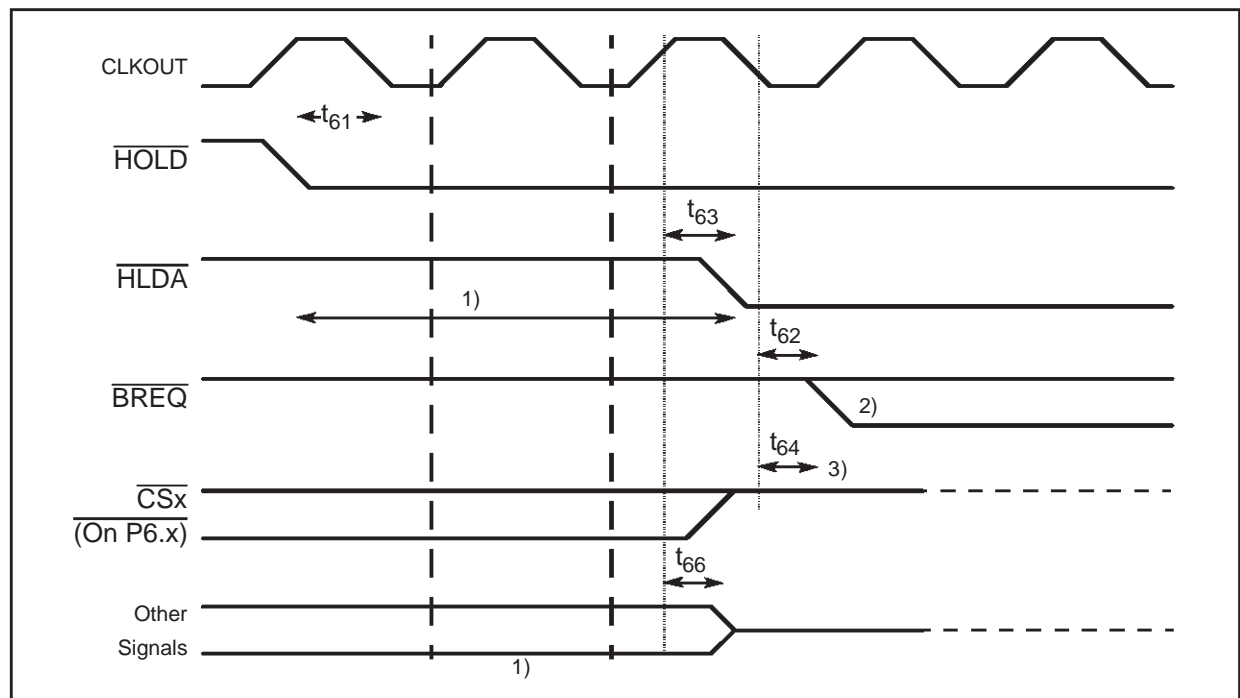 CLKOUT
t61
HOLD
t63
HLDA
1)
t62
BREQ
2)
t64
3)
CSx
(On P6.x)
t66
Other
Signals
1)